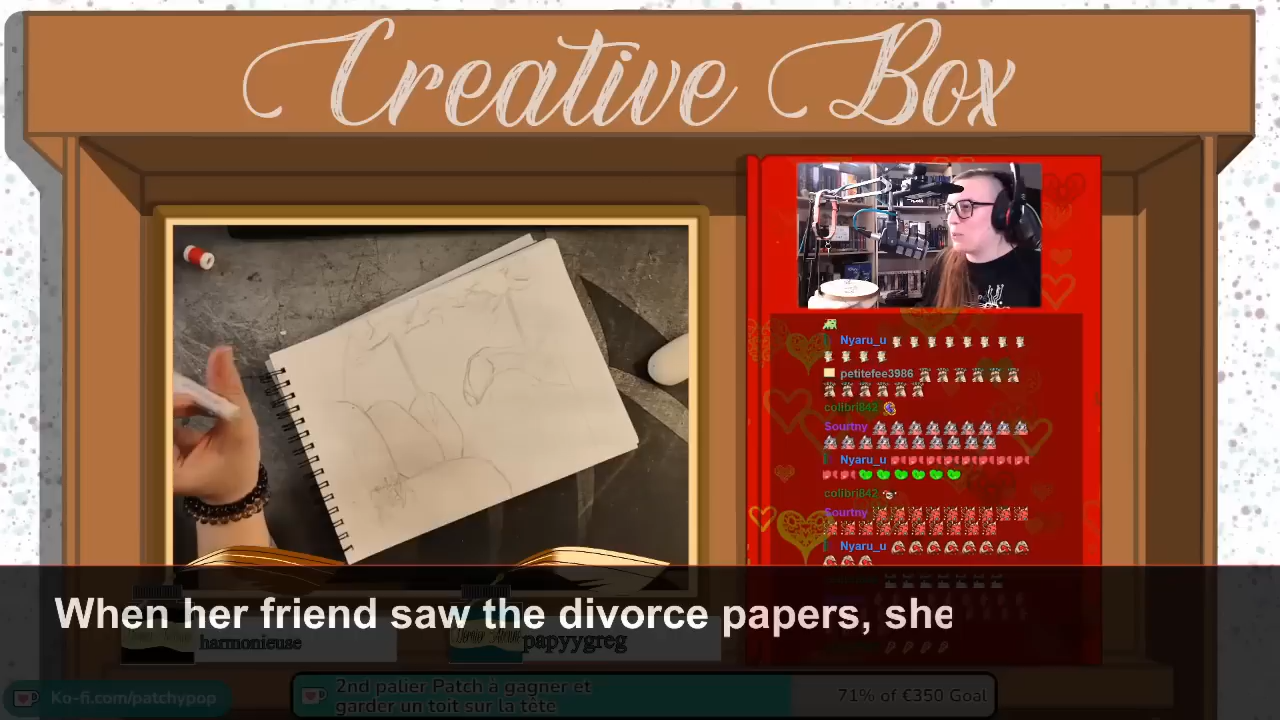 Creative Box
Nyaru_u
petitefee3986
colibri842
Sourtny
Nyaru_u
colibri842
Sourtny
Nyaru_u
When her friend saw the divorce papers, she
harmonieuse
papyygreg
Ko-fi.com/patchypop
2nd palier Patch à gagner et
garder un toit sur la tête
71% of €350 Goal